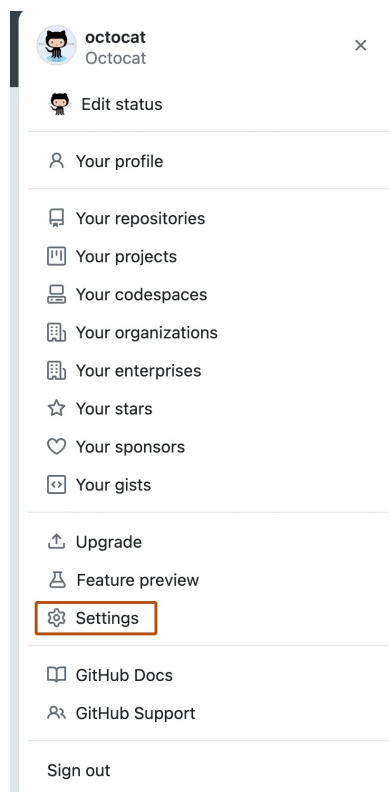 octocat
Octocat
Edit status
Your profile
Your repositories
Your projects
Your codespaces
Your organizations
Your enterprises
Your stars
Your sponsors
Your gists
Upgrade
Feature preview
Settings
GitHub Docs
GitHub Support
Sign out